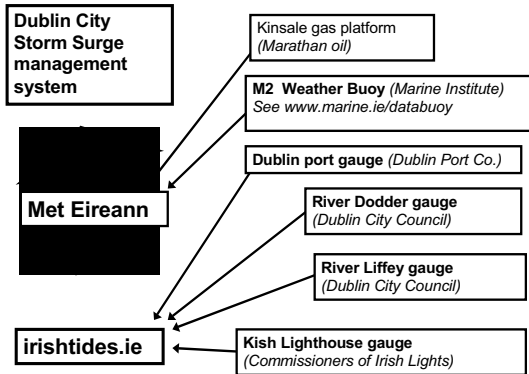 Dublin City
Storm Surge
management
system
Kinsale gas platform
(Marathan oil)
M2 Weather Buoy (Marine Institute)
See www.marine.ie/databuoy
Dublin port gauge (Dublin Port Co.)
Met Eireann
River Dodder gauge
(Dublin City Council)
River Liffey gauge
(Dublin City Council)
irishtides.ie
Kish Lighthouse gauge
(Commissioners of Irish Lights)